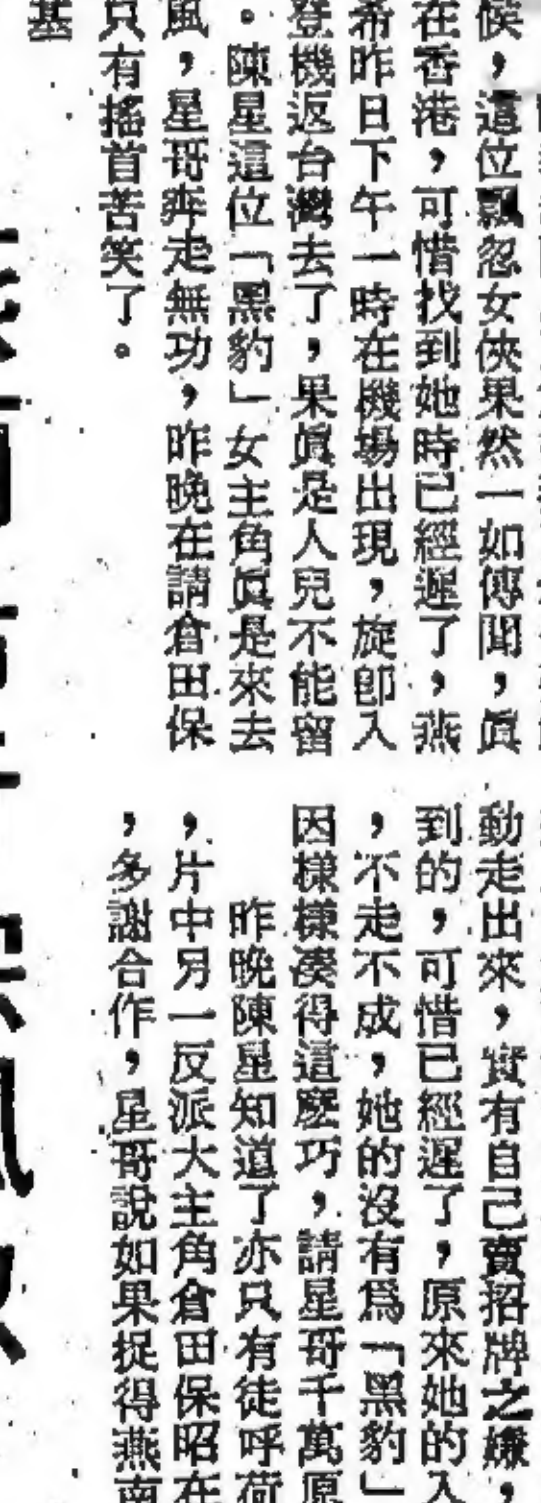 候，這位飄忽女俠果然一如傳聞，眞
在香港，可惜找到她時已經遲了，燕
希昨日下午一時在機場出現，旋卽入
登機返台灣去了，果眞是人兒不能留
。陳星這位「黑豹」女主角眞是來去
風，星哥奔走無功，昨晚在請倉田保
只有搖首苦笑了。
基
動走出來，實有自己賣招牌之嫌，
到的，可惜已經遲了，原來她的入
，不走不成，她的沒有爲「黑豹」
因樣樣湊得這麼巧，請星哥千萬原
昨晚陳星知道了亦只有徒呼荷
，片中另一反派大主角倉田保昭在
，多謝合作，星哥說如果捉得燕南